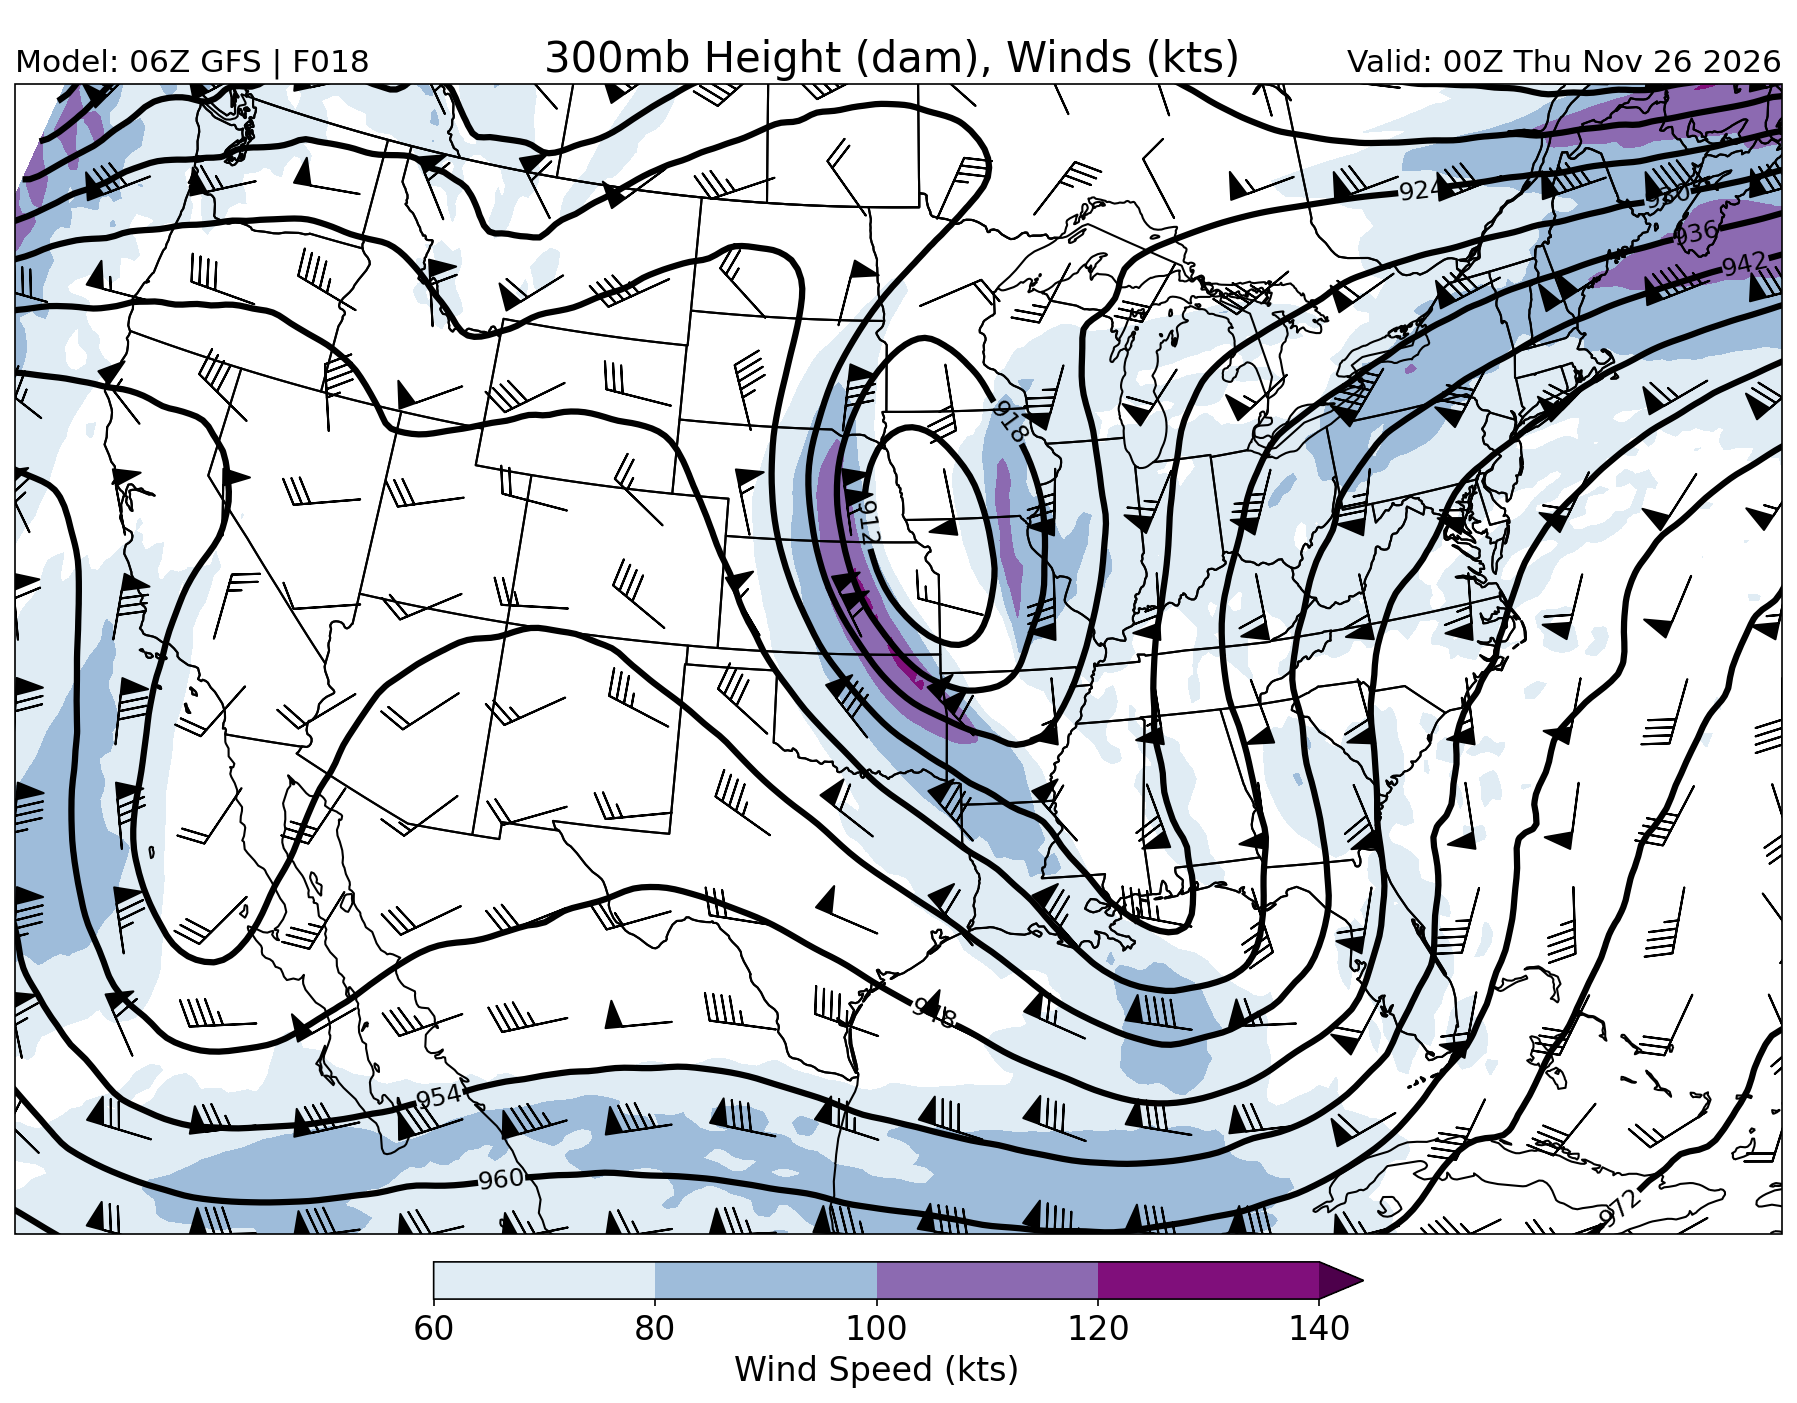 Model: 06Z GFS | F018
300mb Height (dam), Winds (kts)
Valid: 00Z Thu Nov 26 2026
924
930
936
942
918
912
948
954
960
972
60 80 100 120 140
Wind Speed (kts)